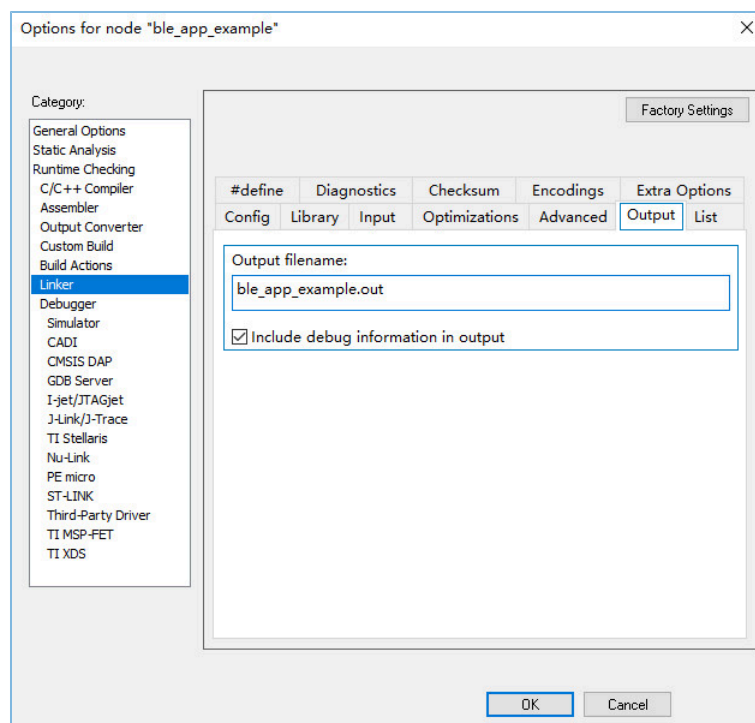 Options for node "ble_app_example"
Category:
General Options
Static Analysis
Runtime Checking
C/C++ Compiler
Assembler
Output Converter
Custom Build
Build Actions
Linker
Debugger
Simulator
CADI
CMSIS DAP
GDB Server
I-jet/JTAGjet
J-Link/J-Trace
TI Stellaris
Nu-Link
PE micro
ST-LINK
Third-Party Driver
TI MSP-FET
TI XDS
Factory Settings
#define Diagnostics Checksum Encodings Extra Options
Config Library Input Optimizations Advanced Output List
Output filename:
ble_app_example.out
Include debug information in output
OK Cancel